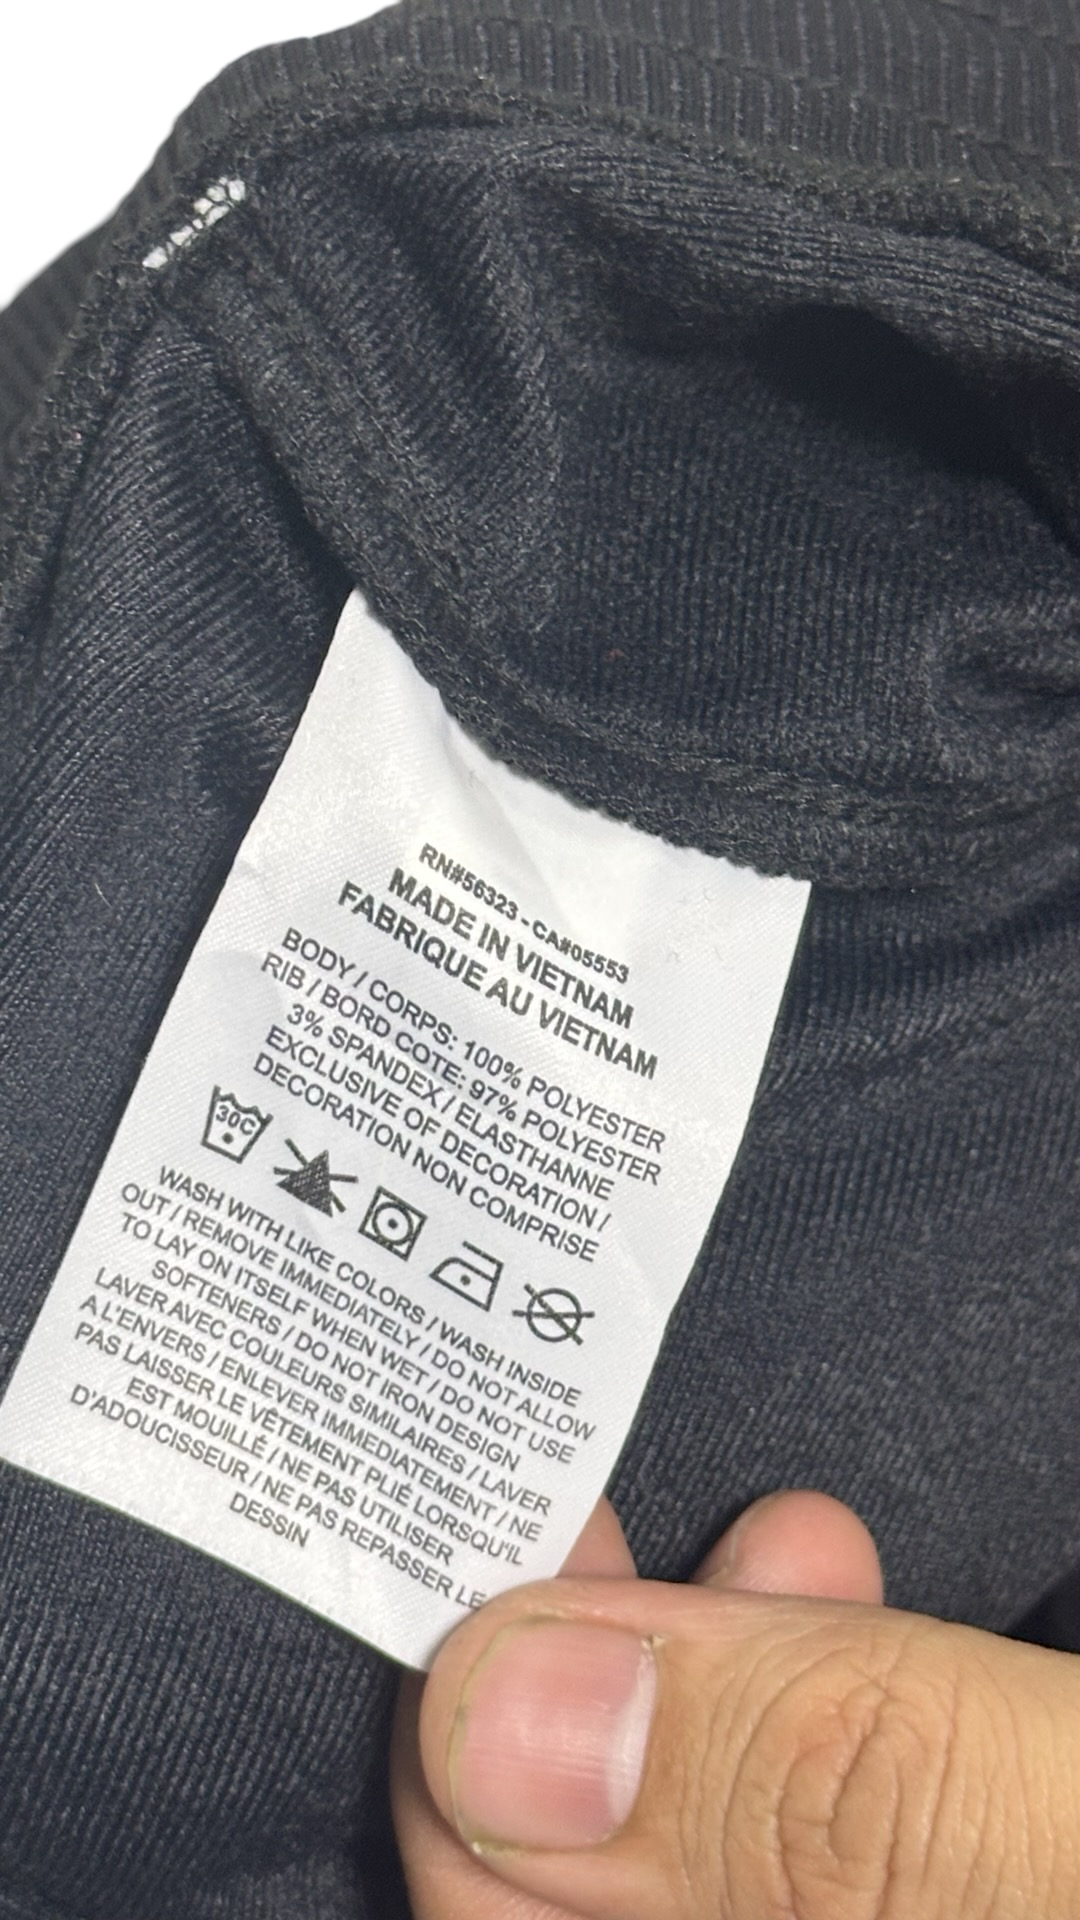 RN#56323 - CA#05553
MADE IN VIETNAM
FABRIQUE AU VIETNAM
BODY / CORPS: 100% POLYESTER
RIB / BORD COTE: 97% POLYESTER
3% SPANDEX / ELASTHANNE
EXCLUSIVE OF DECORATION /
DECORATION NON COMPRISE
30C
WASH WITH LIKE COLORS / WASH INSIDE
OUT / REMOVE IMMEDIATELY / DO NOT ALLOW
TO LAY ON ITSELF WHEN WET / DO NOT USE
SOFTENERS / DO NOT IRON DESIGN
LAVER AVEC COULEURS SIMILAIRES / LAVER
A L'ENVERS / ENLEVER IMMEDIATEMENT / NE
PAS LAISSER LE VÊTEMENT PLIÉ LORSQU'IL
EST MOUILLÉ / NE PAS UTILISER
D'ADOUCISSEUR / NE PAS REPASSER LE
DESSIN